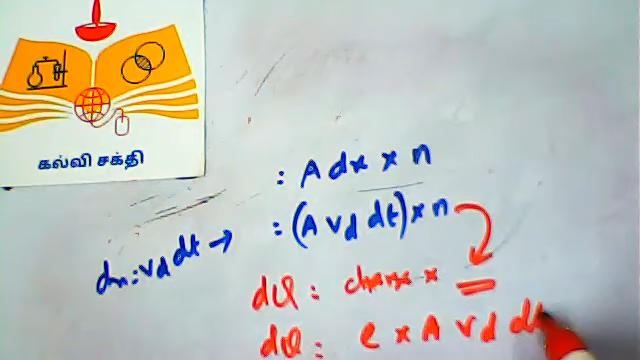 கல்வி சக்தி
: A dx x n
dx = vd dt → : (A vd dt) x n
dQ : charge x
dQ : e x A vd dt